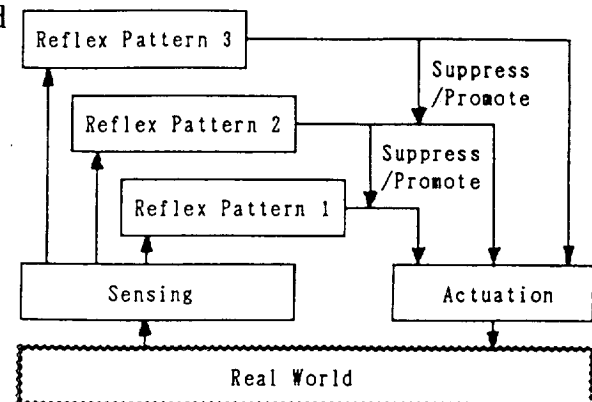 d
Reflex Pattern 3
Suppress
/Promote
Reflex Pattern 2
Suppress
/Promote
Reflex Pattern 1
Sensing
Actuation
Real World